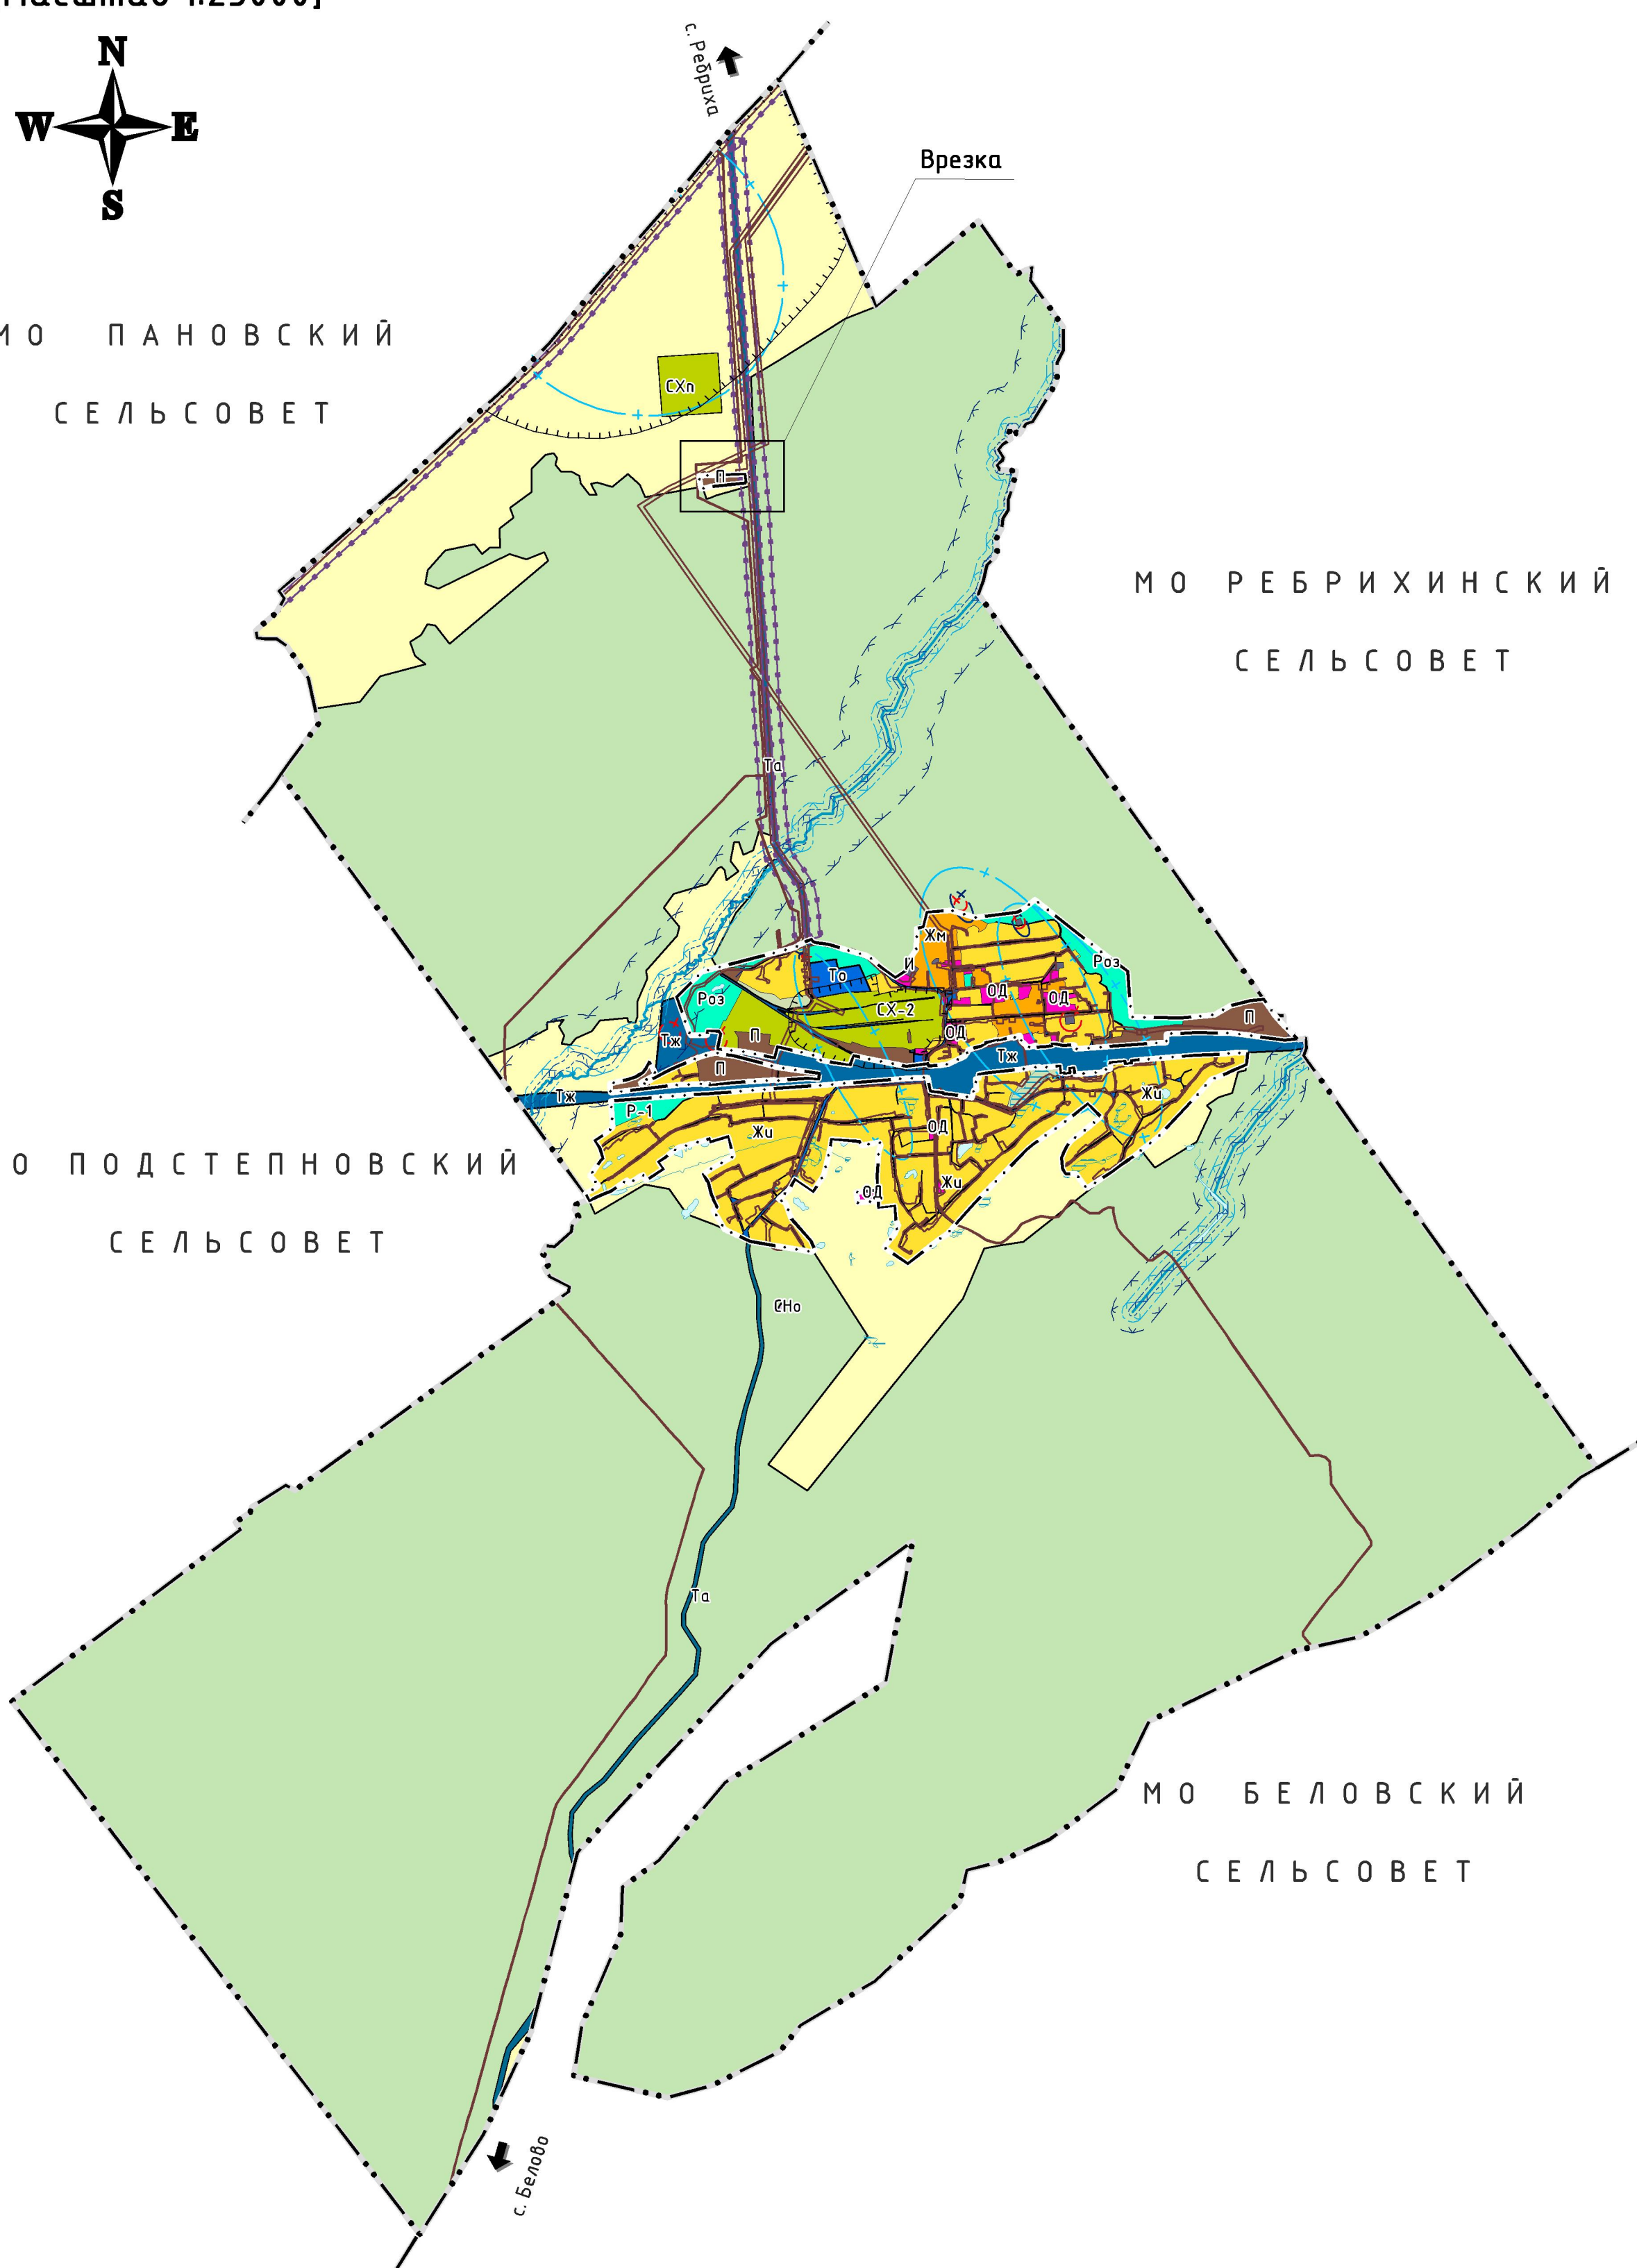 N
W
E
S
с. Ребриха
Врезка
ПАНОВСКИЙ
СЕЛЬСОВЕТ
СХп
П
МО РЕБРИХИНСКИЙ
СЕЛЬСОВЕТ
Та
Жм
И
Роз
То
Роз
ОД
ОД
СХ-2
П
ОД
П
Тж
Тж
П
Тж
Р-1
Жи
Жи
ОД
ПОДСТЕПНОВСКИЙ
СЕЛЬСОВЕТ
ОД
Жи
СНо
Та
МО БЕЛОВСКИЙ
СЕЛЬСОВЕТ
с. Белово